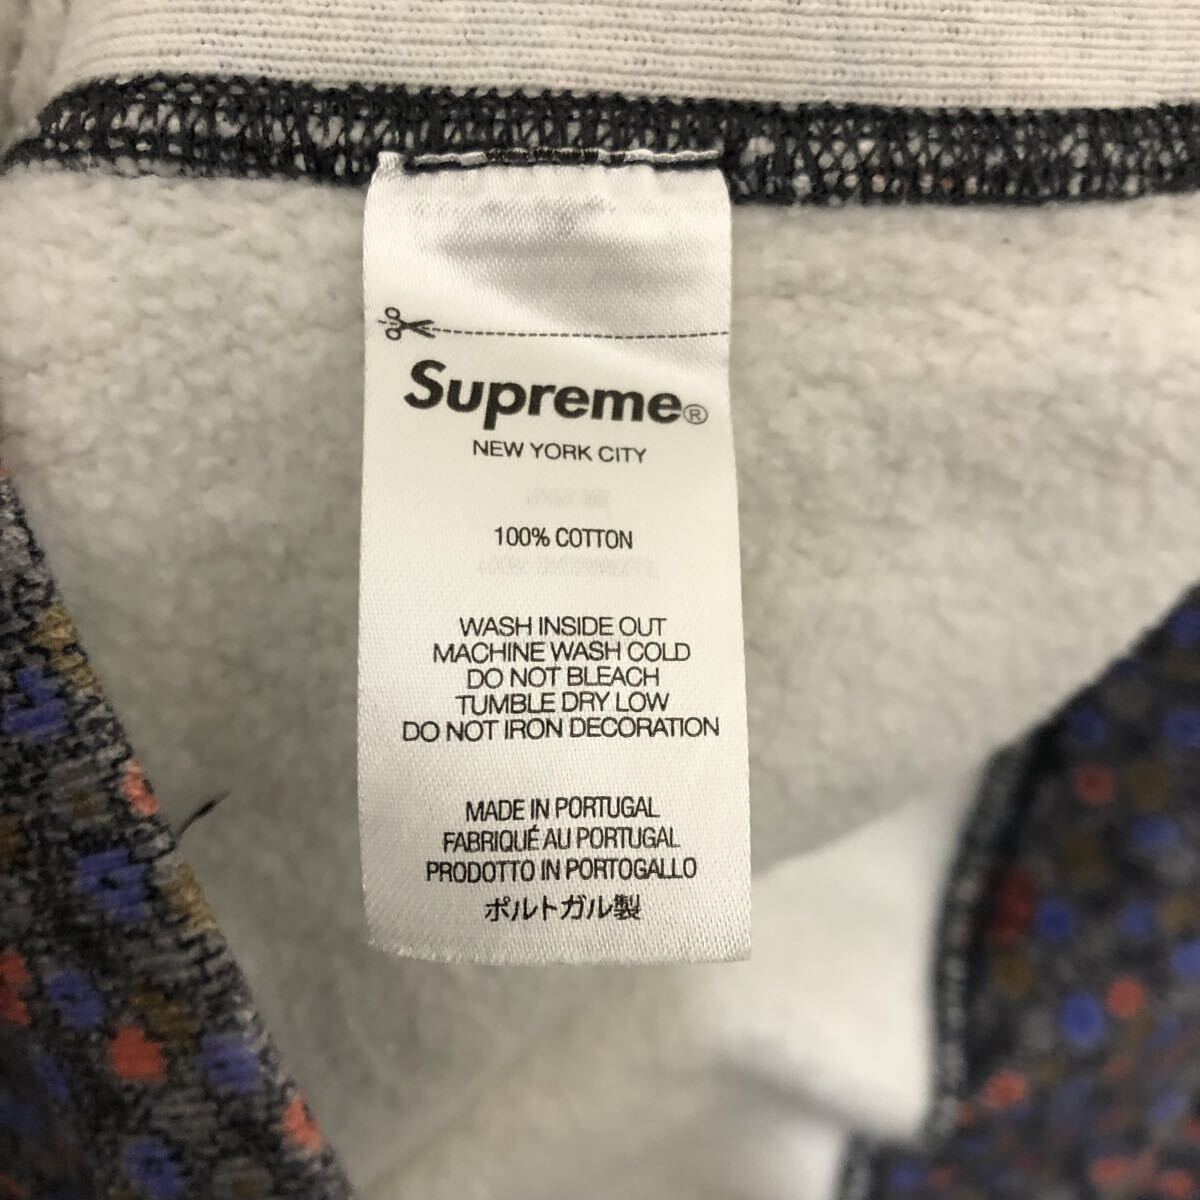 Supreme®
NEW YORK CITY
100% COTTON
WASH INSIDE OUT
MACHINE WASH COLD
DO NOT BLEACH
TUMBLE DRY LOW
DO NOT IRON DECORATION
MADE IN PORTUGAL
FABRIQUÉ AU PORTUGAL
PRODOTTO IN PORTOGALLO
ポルトガル製